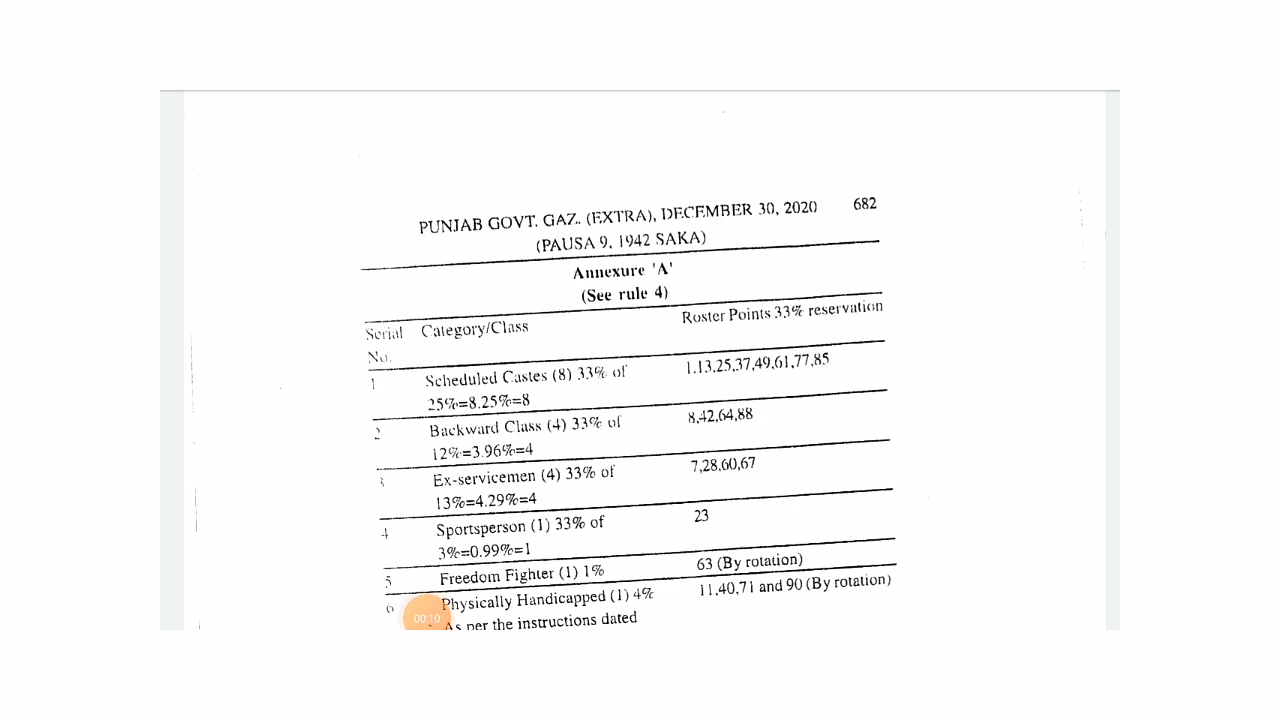 PUNJAB GOVT. GAZ. (EXTRA), DECEMBER 30, 2020 682
(PAUSA 9, 1942 SAKA)
Annexure 'A'
(See rule 4)
Serial No. Category/Class Roster Points 33% reservation
1 Scheduled Castes (8) 33% of 1,13,25,37,49,61,77,85
25%=8.25%=8
2 Backward Class (4) 33% of 8,42,64,88
12%=3.96%=4
3 Ex-servicemen (4) 33% of 7,28,60,67
13%=4.29%=4
4 Sportsperson (1) 33% of 23
3%=0.99%=1
5 Freedom Fighter (1) 1% 63 (By rotation)
6 Physically Handicapped (1) 4% 11,40,71 and 90 (By rotation)
As per the instructions dated
00:10